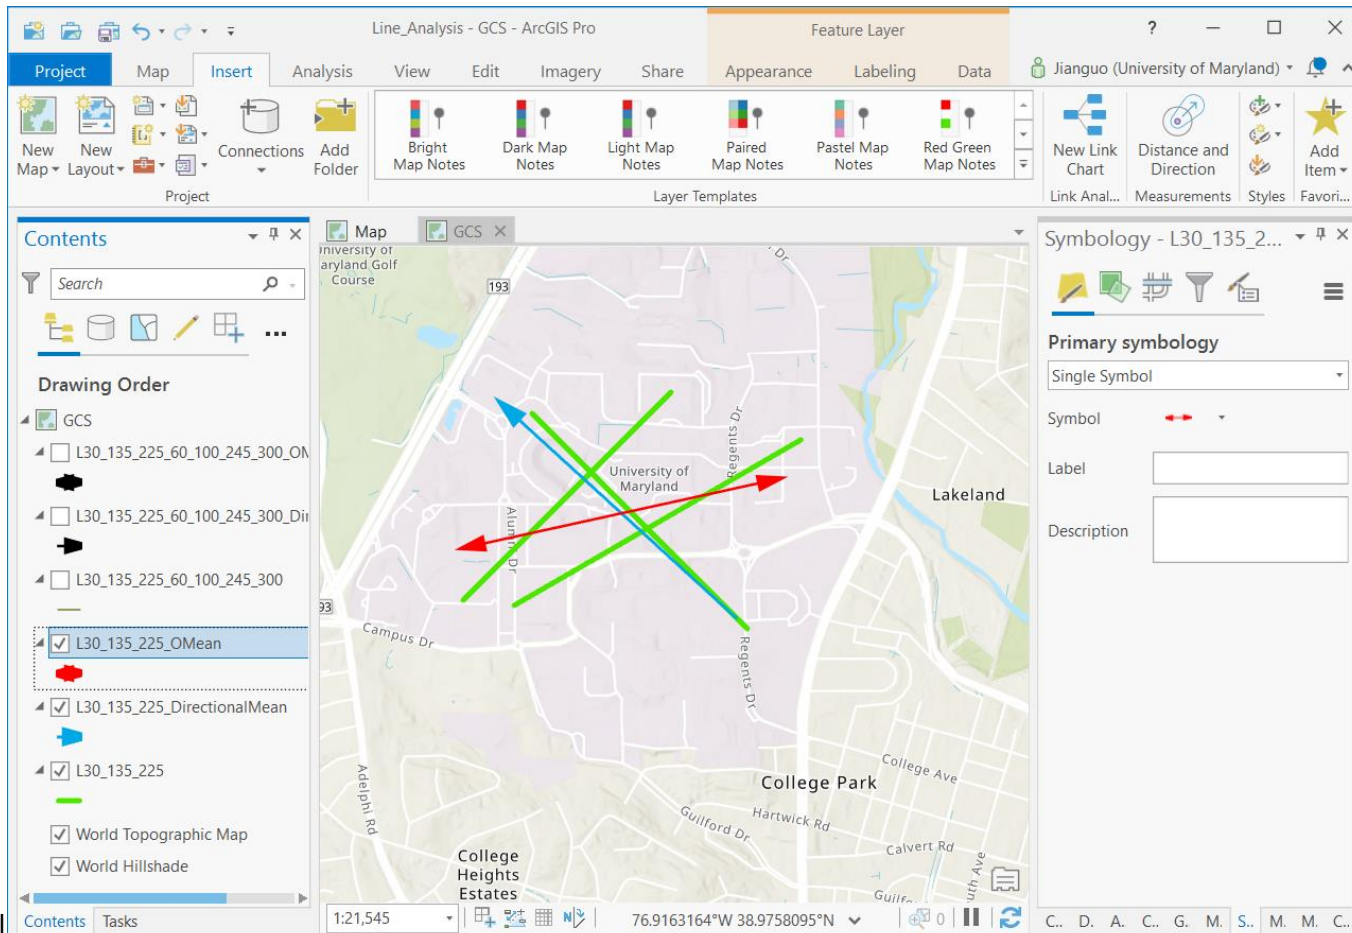 Line_Analysis - GCS - ArcGIS Pro
Feature Layer
?
Project
Map
Insert
Analysis
View
Edit
Imagery
Share
Appearance
Labeling
Data
Jianguo (University of Maryland)
New
Map
New
Layout
Connections
Add
Folder
Project
Bright
Map Notes
Dark Map
Notes
Light Map
Notes
Paired
Map Notes
Pastel Map
Notes
Red Green
Map Notes
Layer Templates
New Link
Chart
Link Anal...
Distance and
Direction
Measurements
Styles
Add
Item
Favori...
Contents
Search
Drawing Order
GCS
L30_135_225_60_100_245_300_OM
L30_135_225_60_100_245_300_Dir
L30_135_225_60_100_245_300
L30_135_225_OMean
L30_135_225_DirectionalMean
L30_135_225
World Topographic Map
World Hillshade
Contents
Tasks
Map
GCS
University of
aryland Golf
Course
193
Dr
Regents Dr
University of
Maryland
Lakeland
Alumni Dr
93
Campus Dr
Regents Dr
College Park
College Ave
Adelphi Rd
Guilford Dr
Hartwick Rd
Calvert Rd
College
Heights
Estates
Guilfo
uth Ave
1:21,545
76.9163164°W 38.9758095°N
0
Symbology - L30_135_2...
Primary symbology
Single Symbol
Symbol
Label
Description
C.. D. A. C.. G. M. S.. M. M. C..